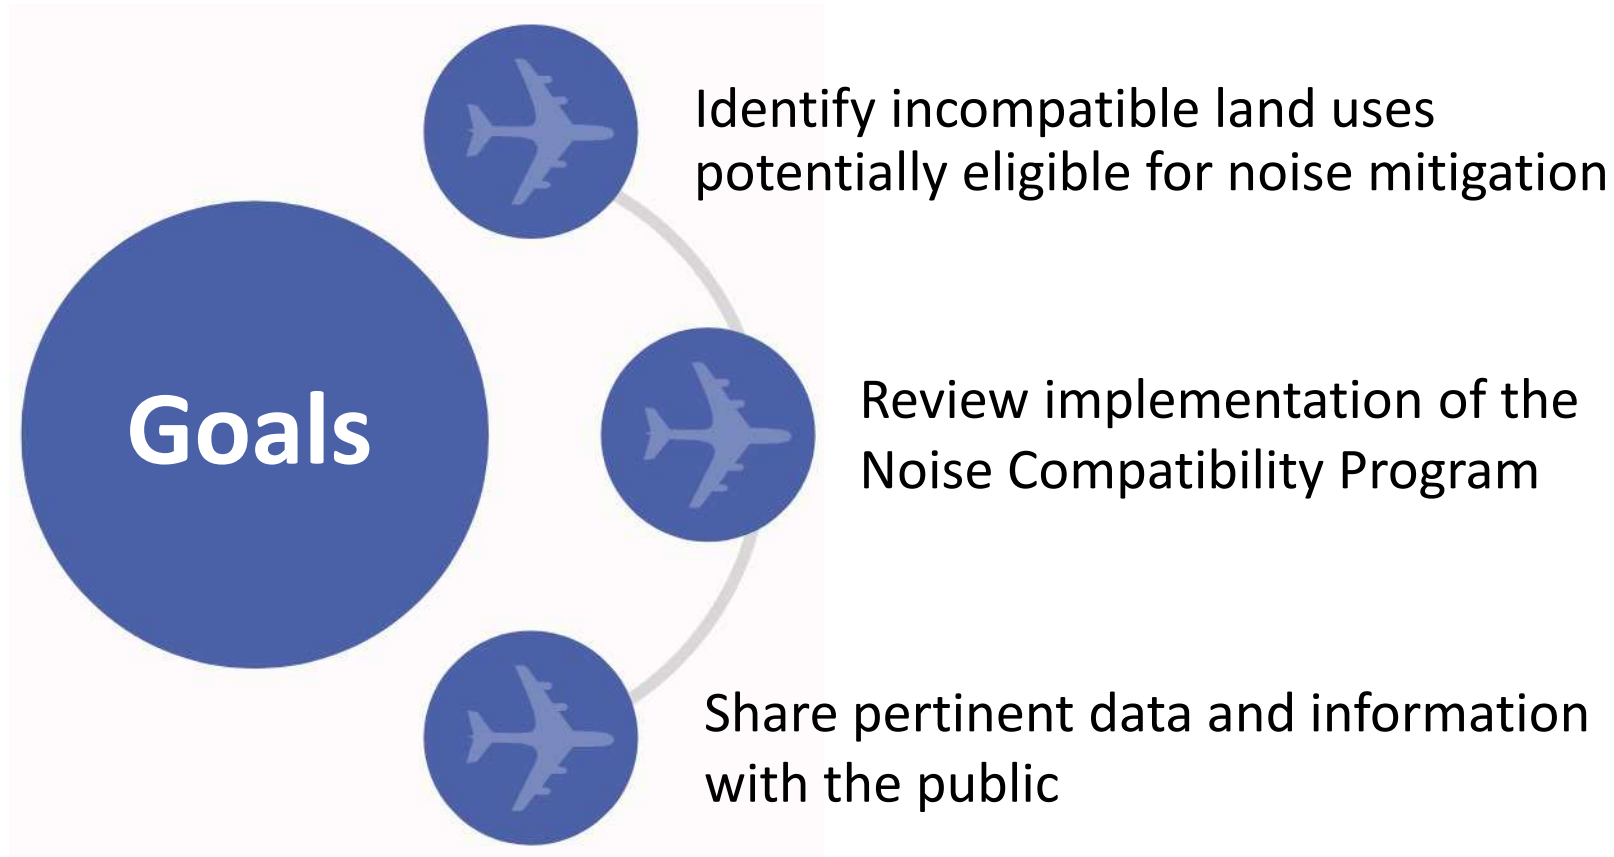 Goals
Identify incompatible land uses
potentially eligible for noise mitigation
Review implementation of the
Noise Compatibility Program
Share pertinent data and information
with the public